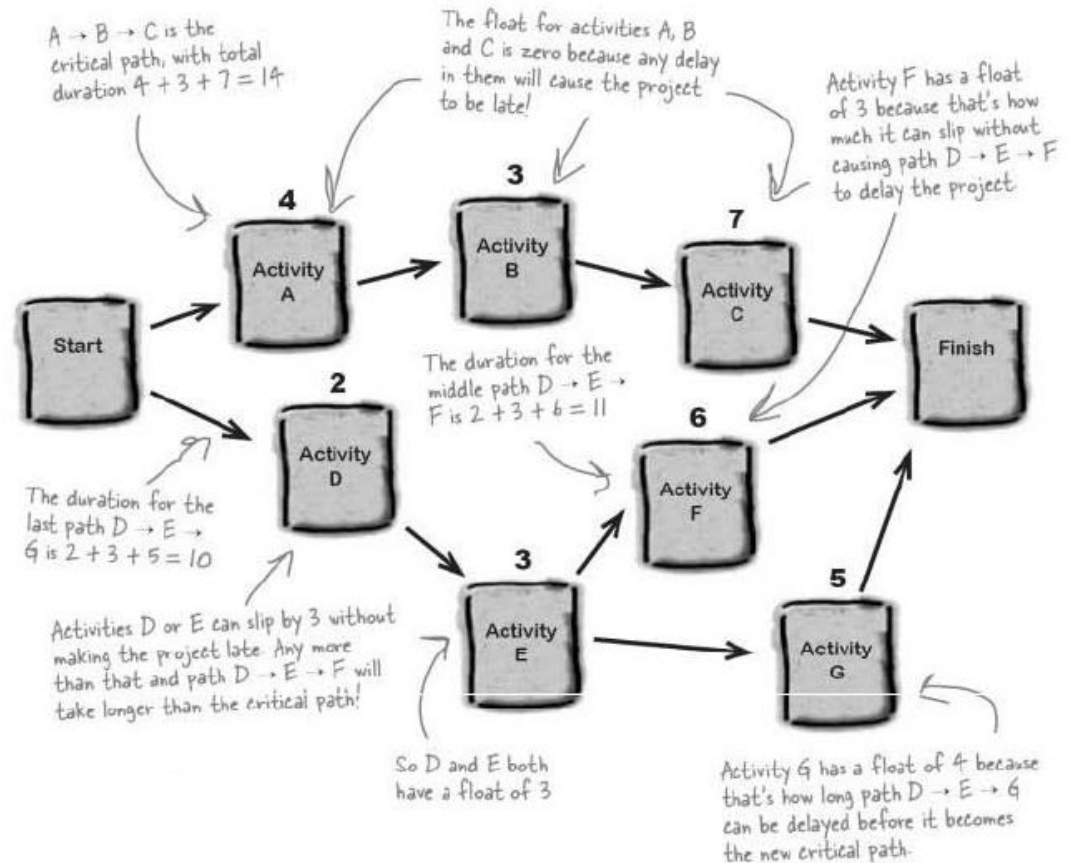 A → B → C is the
critical path, with total
duration 4 + 3 + 7 = 14
The float for activities A, B
and C is zero because any delay
in them will cause the project
to be late!
Activity F has a float
of 3 because that's how
much it can slip without
causing path D → E → F
to delay the project.
4
Activity
A
3
Activity
B
7
Activity
C
Start
Finish
The duration for the
middle path D → E →
F is 2 + 3 + 6 = 11
2
Activity
D
6
Activity
F
The duration for the
last path D → E →
G is 2 + 3 + 5 = 10
3
Activity
E
5
Activity
G
Activities D or E can slip by 3 without
making the project late. Any more
than that and path D → E → F will
take longer than the critical path!
So D and E both
have a float of 3
Activity G has a float of 4 because
that's how long path D → E → G
can be delayed before it becomes
the new critical path.